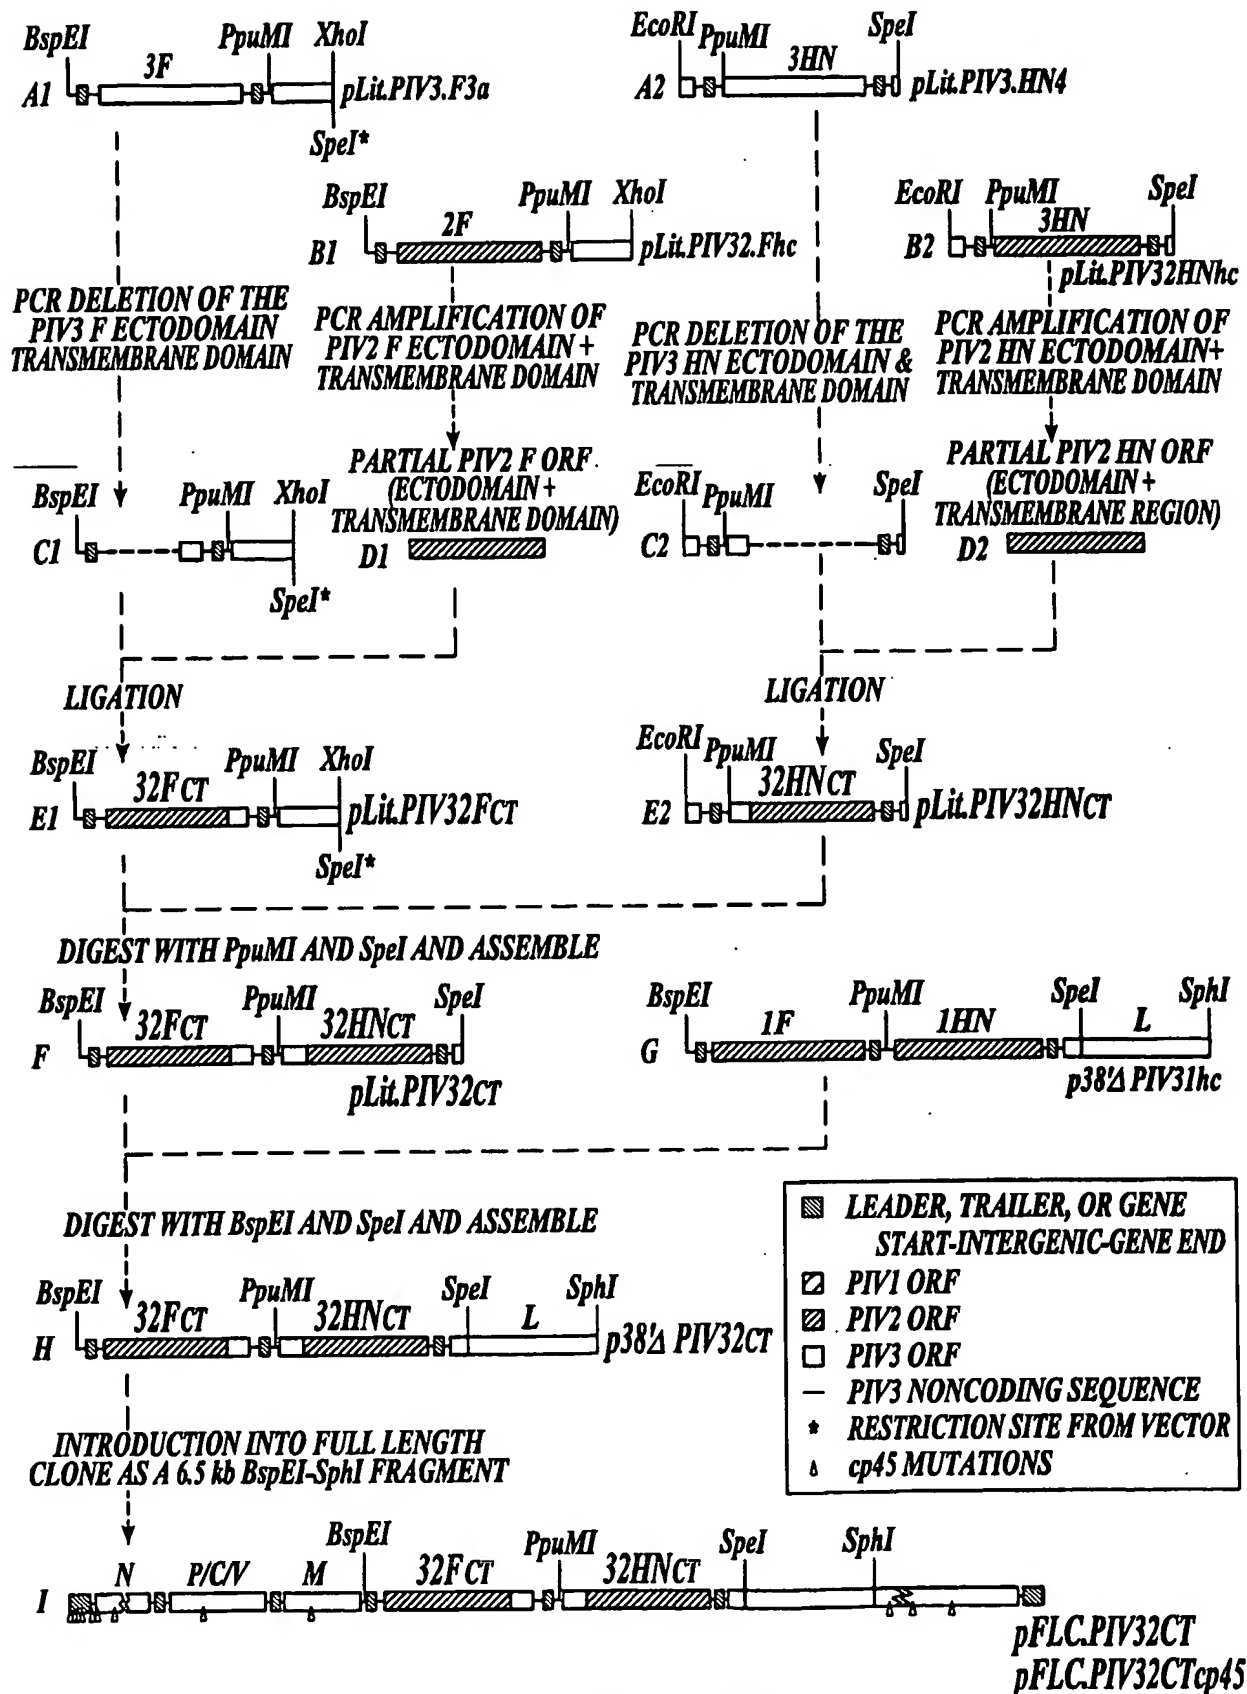 BspEI PpuMI XhoI
3F
A1 pLit.PIV3.F3a
SpeI*
EcoRI PpuMI SpeI
3HN
A2 pLit.PIV3.HN4
BspEI PpuMI XhoI
2F
B1 pLit.PIV32.Fhc
EcoRI PpuMI SpeI
3HN
B2 pLit.PIV32HNhc
PCR DELETION OF THE
PIV3 F ECTODOMAIN
TRANSMEMBRANE DOMAIN
PCR AMPLIFICATION OF
PIV2 F ECTODOMAIN +
TRANSMEMBRANE DOMAIN
PCR DELETION OF THE
PIV3 HN ECTODOMAIN &
TRANSMEMBRANE DOMAIN
PCR AMPLIFICATION OF
PIV2 HN ECTODOMAIN+
TRANSMEMBRANE DOMAIN
BspEI PpuMI XhoI
C1
SpeI*
PARTIAL PIV2 F ORF
(ECTODOMAIN +
TRANSMEMBRANE DOMAIN)
D1
EcoRI PpuMI SpeI
C2
PARTIAL PIV2 HN ORF
(ECTODOMAIN +
TRANSMEMBRANE REGION)
D2
LIGATION
LIGATION
BspEI PpuMI XhoI
32FCT
E1 pLit.PIV32FCT
SpeI*
EcoRI PpuMI SpeI
32HNCT
E2 pLit.PIV32HNCT
DIGEST WITH PpuMI AND SpeI AND ASSEMBLE
BspEI PpuMI SpeI
32FCT 32HNCT
F
pLit.PIV32CT
BspEI PpuMI SpeI SphI
1F 1HN L
G
p38'Δ PIV31hc
DIGEST WITH BspEI AND SpeI AND ASSEMBLE
BspEI PpuMI SpeI SphI
32FCT 32HNCT L
H p38'Δ PIV32CT
LEADER, TRAILER, OR GENE
START-INTERGENIC-GENE END
PIV1 ORF
PIV2 ORF
PIV3 ORF
— PIV3 NONCODING SEQUENCE
* RESTRICTION SITE FROM VECTOR
cp45 MUTATIONS
INTRODUCTION INTO FULL LENGTH
CLONE AS A 6.5 kb BspEI-SphI FRAGMENT
BspEI PpuMI SpeI SphI
N P/C/V M 32FCT 32HNCT
I
pFLC.PIV32CT
pFLC.PIV32CTcp45